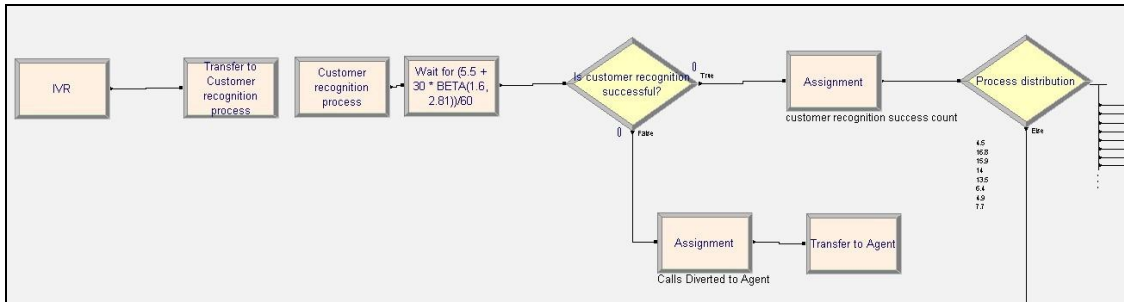 IVR
Transfer to
Customer
recognition
process
Customer
recognition
process
Wait for (5.5 +
30 * BETA(1.6,
2.81))/60
Is customer recognition
successful?
0
True
0
False
Assignment
customer recognition success count
Process distribution
Else
4.5
16.8
15.9
14
13.5
6.4
4.9
7.7
Assignment
Calls Diverted to Agent
Transfer to Agent